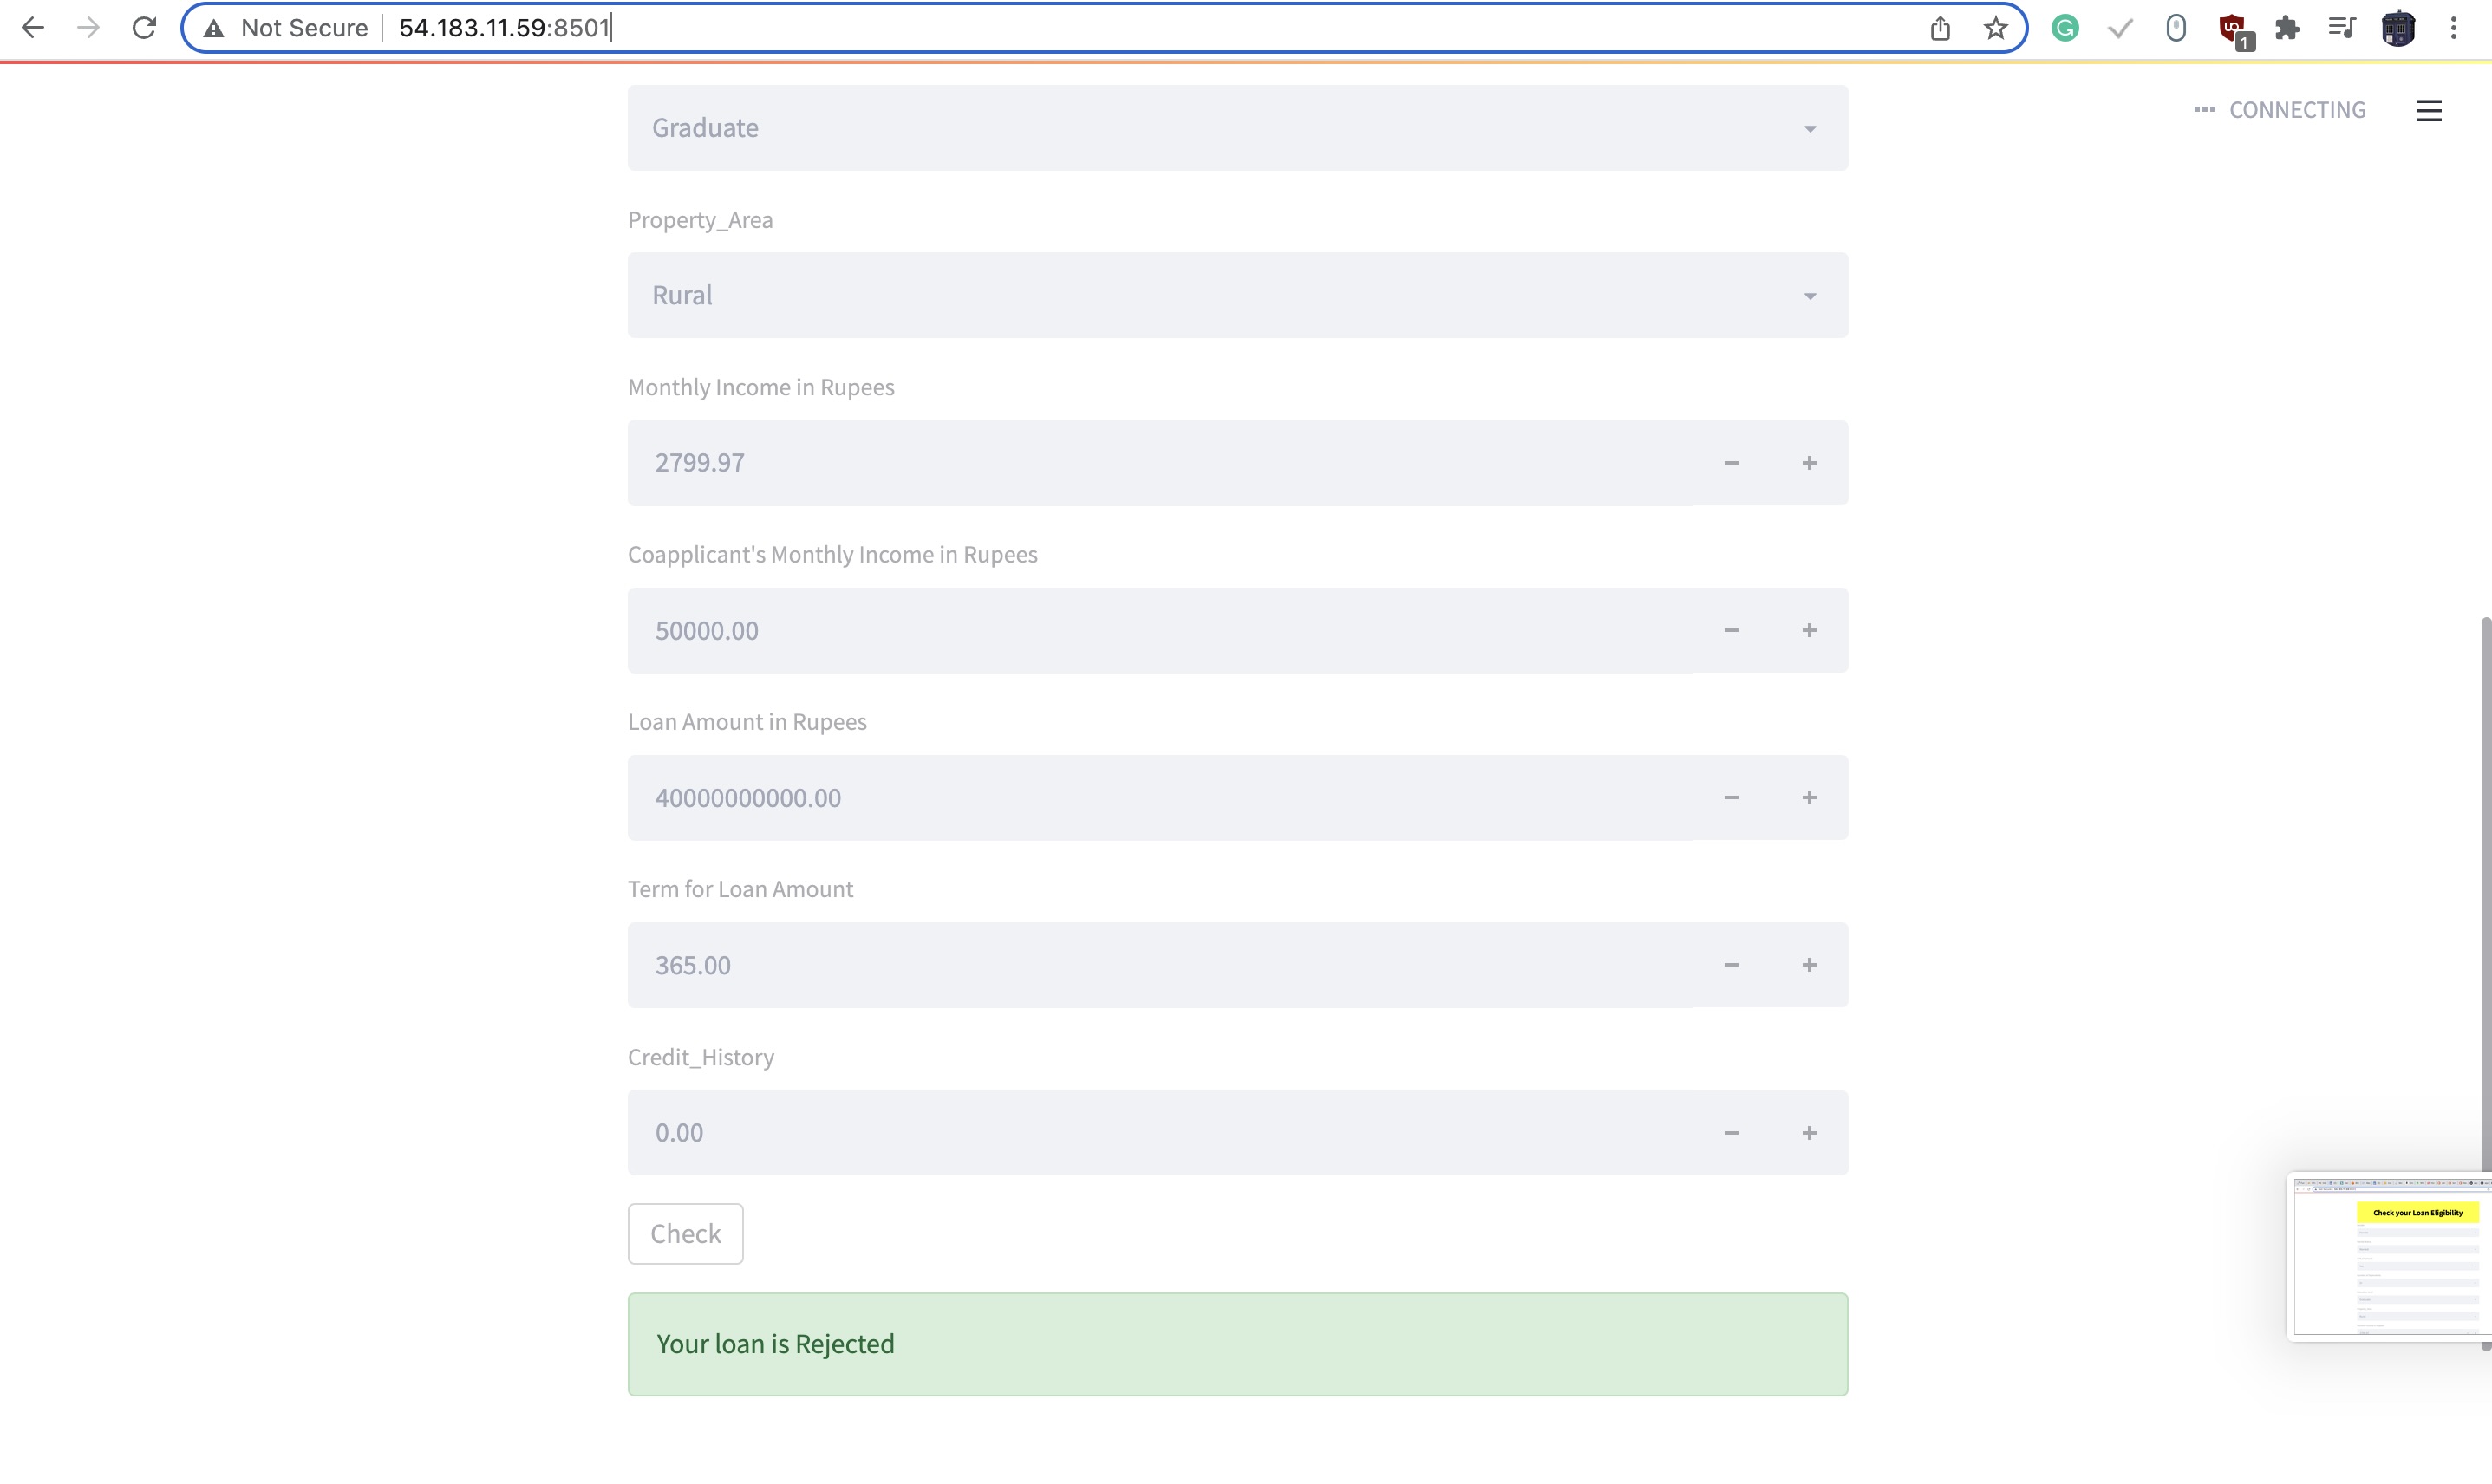 Not Secure | 54.183.11.59:8501
1
CONNECTING
Graduate
Property_Area
Rural
Monthly Income in Rupees
2799.97
Coapplicant's Monthly Income in Rupees
50000.00
Loan Amount in Rupees
40000000000.00
Term for Loan Amount
365.00
Credit_History
0.00
Check
Check your Loan Eligibility
Your loan is Rejected